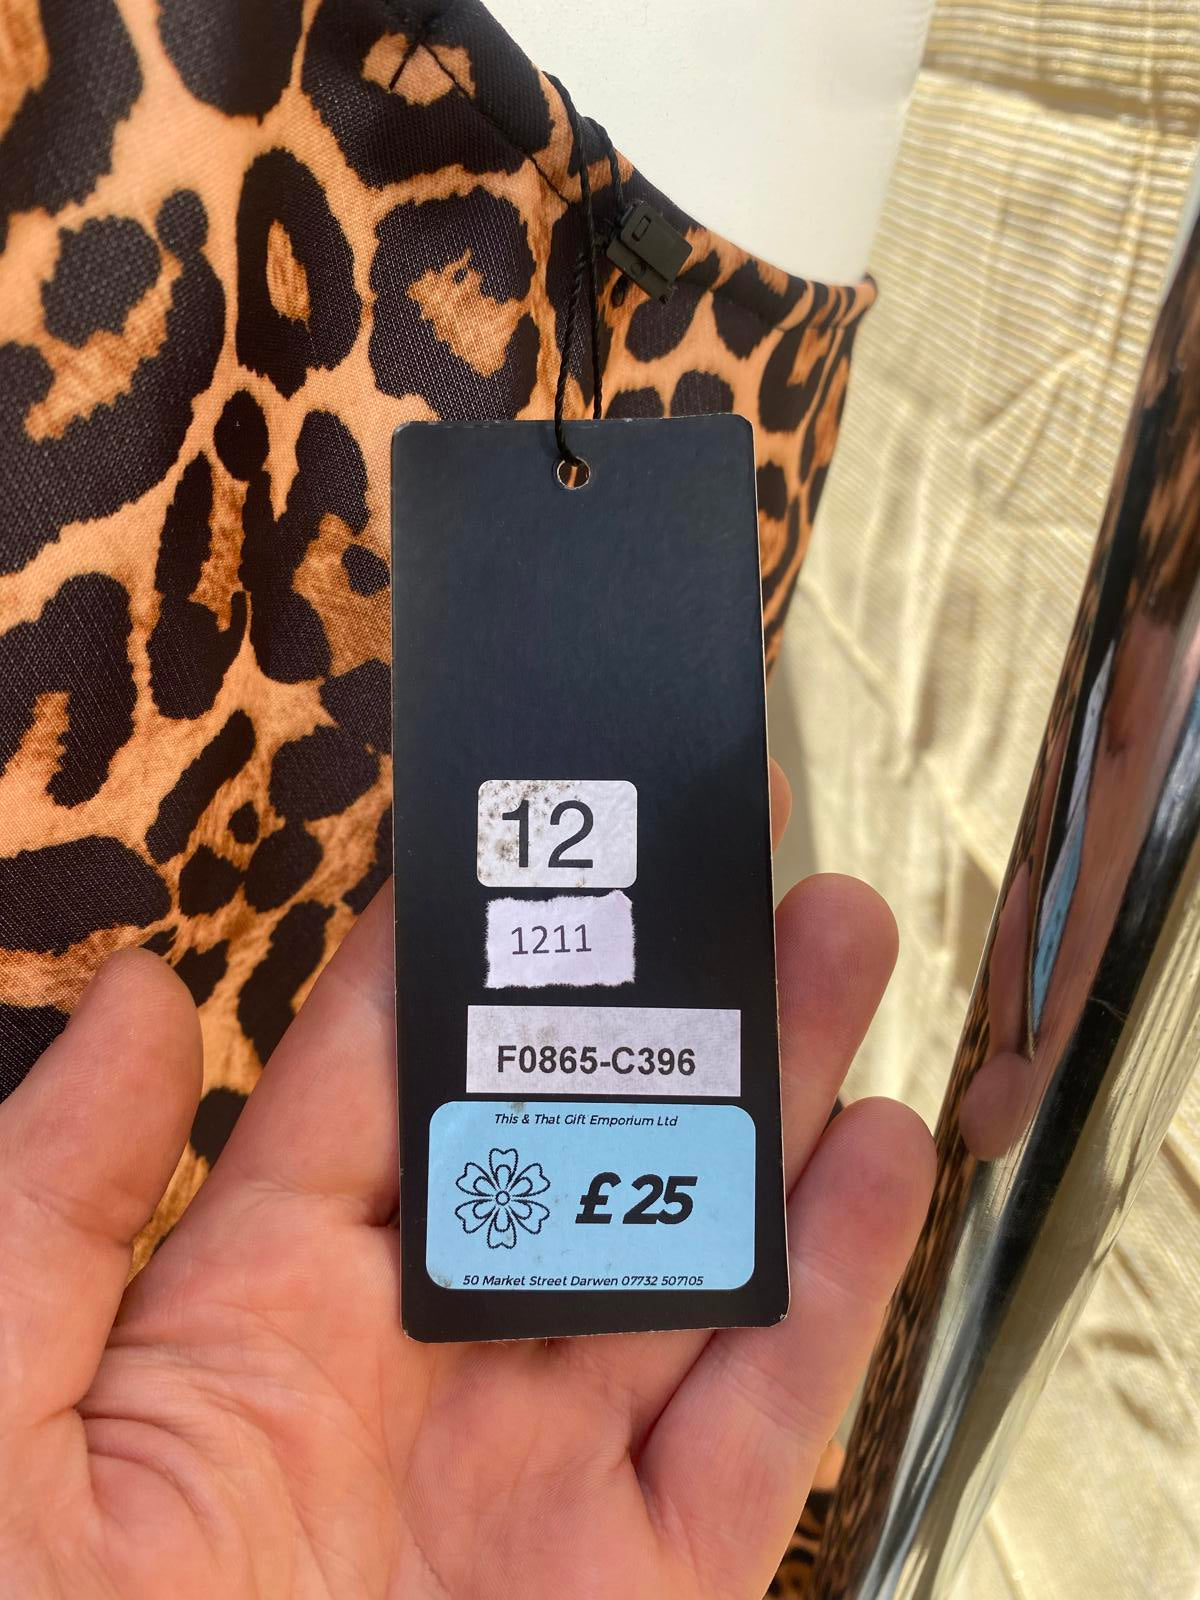 12
1211
F0865-C396
This & That Gift Emporium Ltd
£25
50 Market Street Darwen 07732 507105